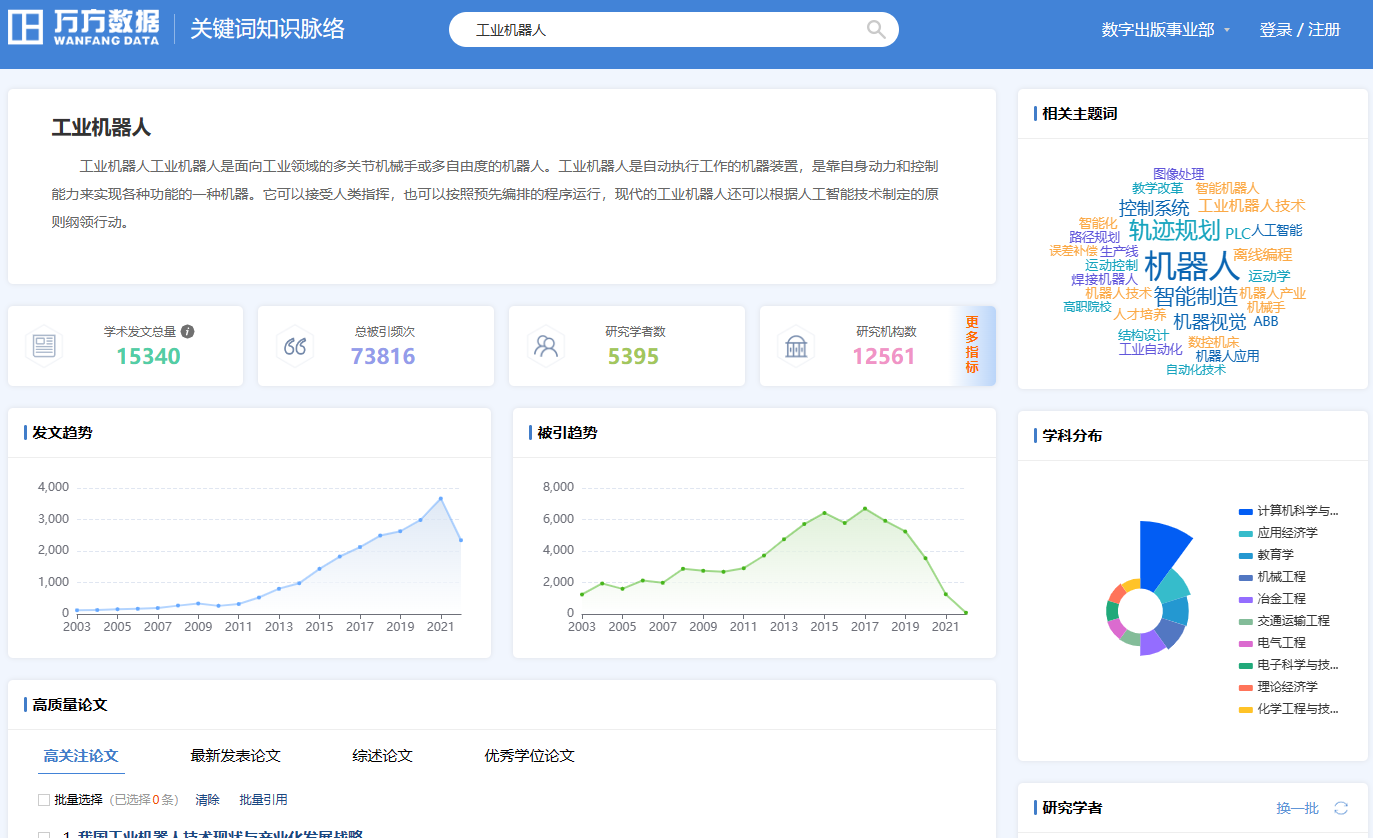 万方数据
WANFANG DATA
关键词知识脉络
工业机器人
数字出版事业部
登录 / 注册
工业机器人
工业机器人工业机器人是面向工业领域的多关节机械手或多自由度的机器人。工业机器人是自动执行工作的机器装置，是靠自身动力和控制
能力来实现各种功能的一种机器。它可以接受人类指挥，也可以按照预先编排的程序运行，现代的工业机器人还可以根据人工智能技术制定的原
则纲领行动。
学术发文总量
15340
总被引频次
73816
研究学者数
5395
研究机构数
12561
更多指标
相关主题词
图像处理
教学改革 智能机器人
控制系统 工业机器人技术
智能化 轨迹规划 PLC 人工智能
路径规划
误差补偿 生产线 机器人 离线编程
运动控制 运动学
焊接机器人
机器人技术 智能制造 机器人产业
高职院校 人才培养 机械手
机器视觉 ABB
结构设计 数控机床
工业自动化 机器人应用
自动化技术
发文趋势
4,000
3,000
2,000
1,000
0
2003 2005 2007 2009 2011 2013 2015 2017 2019 2021
被引趋势
8,000
6,000
4,000
2,000
0
2003 2005 2007 2009 2011 2013 2015 2017 2019 2021
学科分布
计算机科学与...
应用经济学
教育学
机械工程
冶金工程
交通运输工程
电气工程
电子科学与技...
理论经济学
化学工程与技...
高质量论文
高关注论文 最新发表论文 综述论文 优秀学位论文
批量选择 (已选择0条) 清除 批量引用
1 我国工业机器人技术现状与产业化发展战略
研究学者
换一批